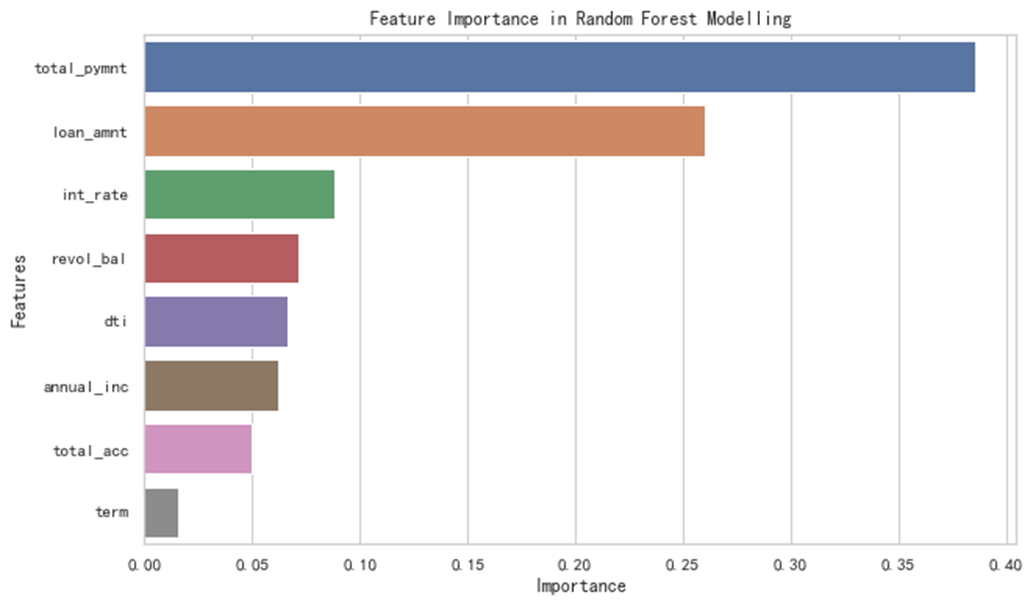 Feature Importance in Random Forest Modelling
Features
total_pymnt
loan_amnt
int_rate
revol_bal
dti
annual_inc
total_acc
term
0.00 0.05 0.10 0.15 0.20 0.25 0.30 0.35 0.40
Importance